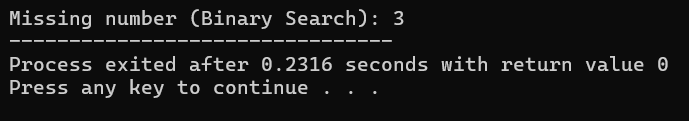 Missing number (Binary Search): 3
--------------------------------
Process exited after 0.2316 seconds with return value 0
Press any key to continue . . .